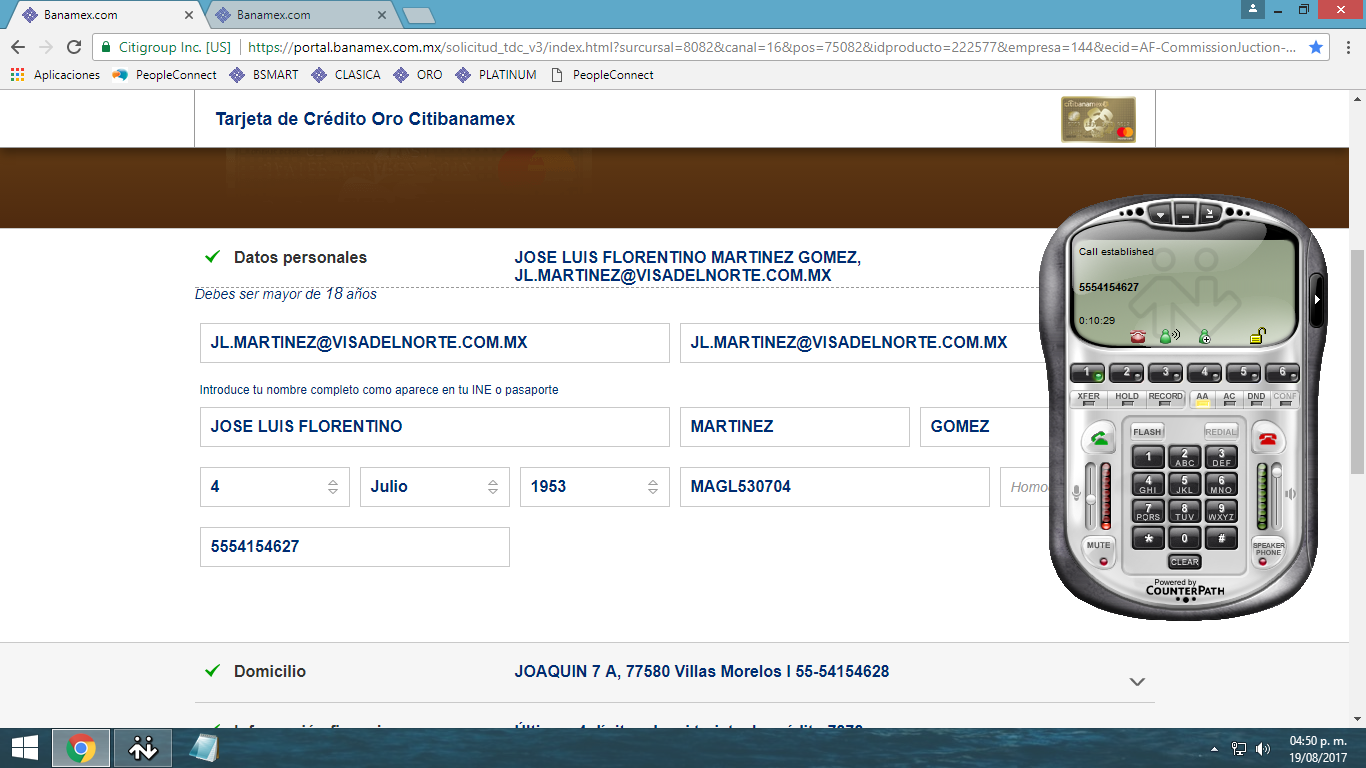 Banamex.com
Banamex.com
Citigroup Inc. [US]
https://portal.banamex.com.mx/solicitud_tdc_v3/index.html?surcursal=8082&canal=16&pos=75082&idproducto=222577&empresa=144&ecid=AF-CommissionJuction-...
Aplicaciones PeopleConnect BSMART CLASICA ORO PLATINUM PeopleConnect
Tarjeta de Crédito Oro Citibanamex
citibanamex
Datos personales
JOSE LUIS FLORENTINO MARTINEZ GOMEZ,
JL.MARTINEZ@VISADELNORTE.COM.MX
Debes ser mayor de 18 años
JL.MARTINEZ@VISADELNORTE.COM.MX JL.MARTINEZ@VISADELNORTE.COM.MX
Introduce tu nombre completo como aparece en tu INE o pasaporte
JOSE LUIS FLORENTINO MARTINEZ GOMEZ
4 Julio 1953 MAGL530704
5554154627
Domicilio
JOAQUIN 7 A, 77580 Villas Morelos I 55-54154628
Call established
5554154627
0:10:29
1 2 3 4 5 6
XFER HOLD RECORD AA AC DND CONF
FLASH REDIAL
1 2 ABC 3 DEF
4 GHI 5 JKL 6 MNO
7 PQRS 8 TUV 9 WXYZ
* 0 #
MUTE
SPEAKER
PHONE
CLEAR
Powered by
COUNTERPATH
04:50 p. m.
19/08/2017